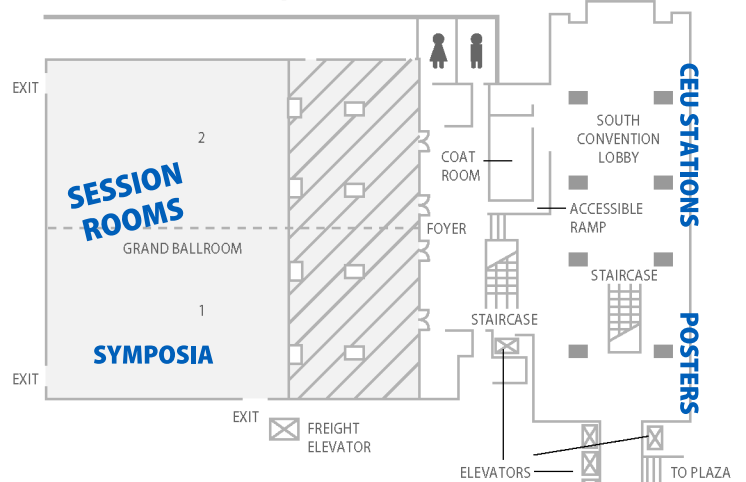 EXIT
2
SESSION
ROOMS
GRAND BALLROOM
1
SYMPOSIA
EXIT
EXIT
FREIGHT
ELEVATOR
COAT
ROOM
FOYER
STAIRCASE
ELEVATORS
SOUTH
CONVENTION
LOBBY
ACCESSIBLE
RAMP
STAIRCASE
CEU STATIONS
POSTERS
TO PLAZA